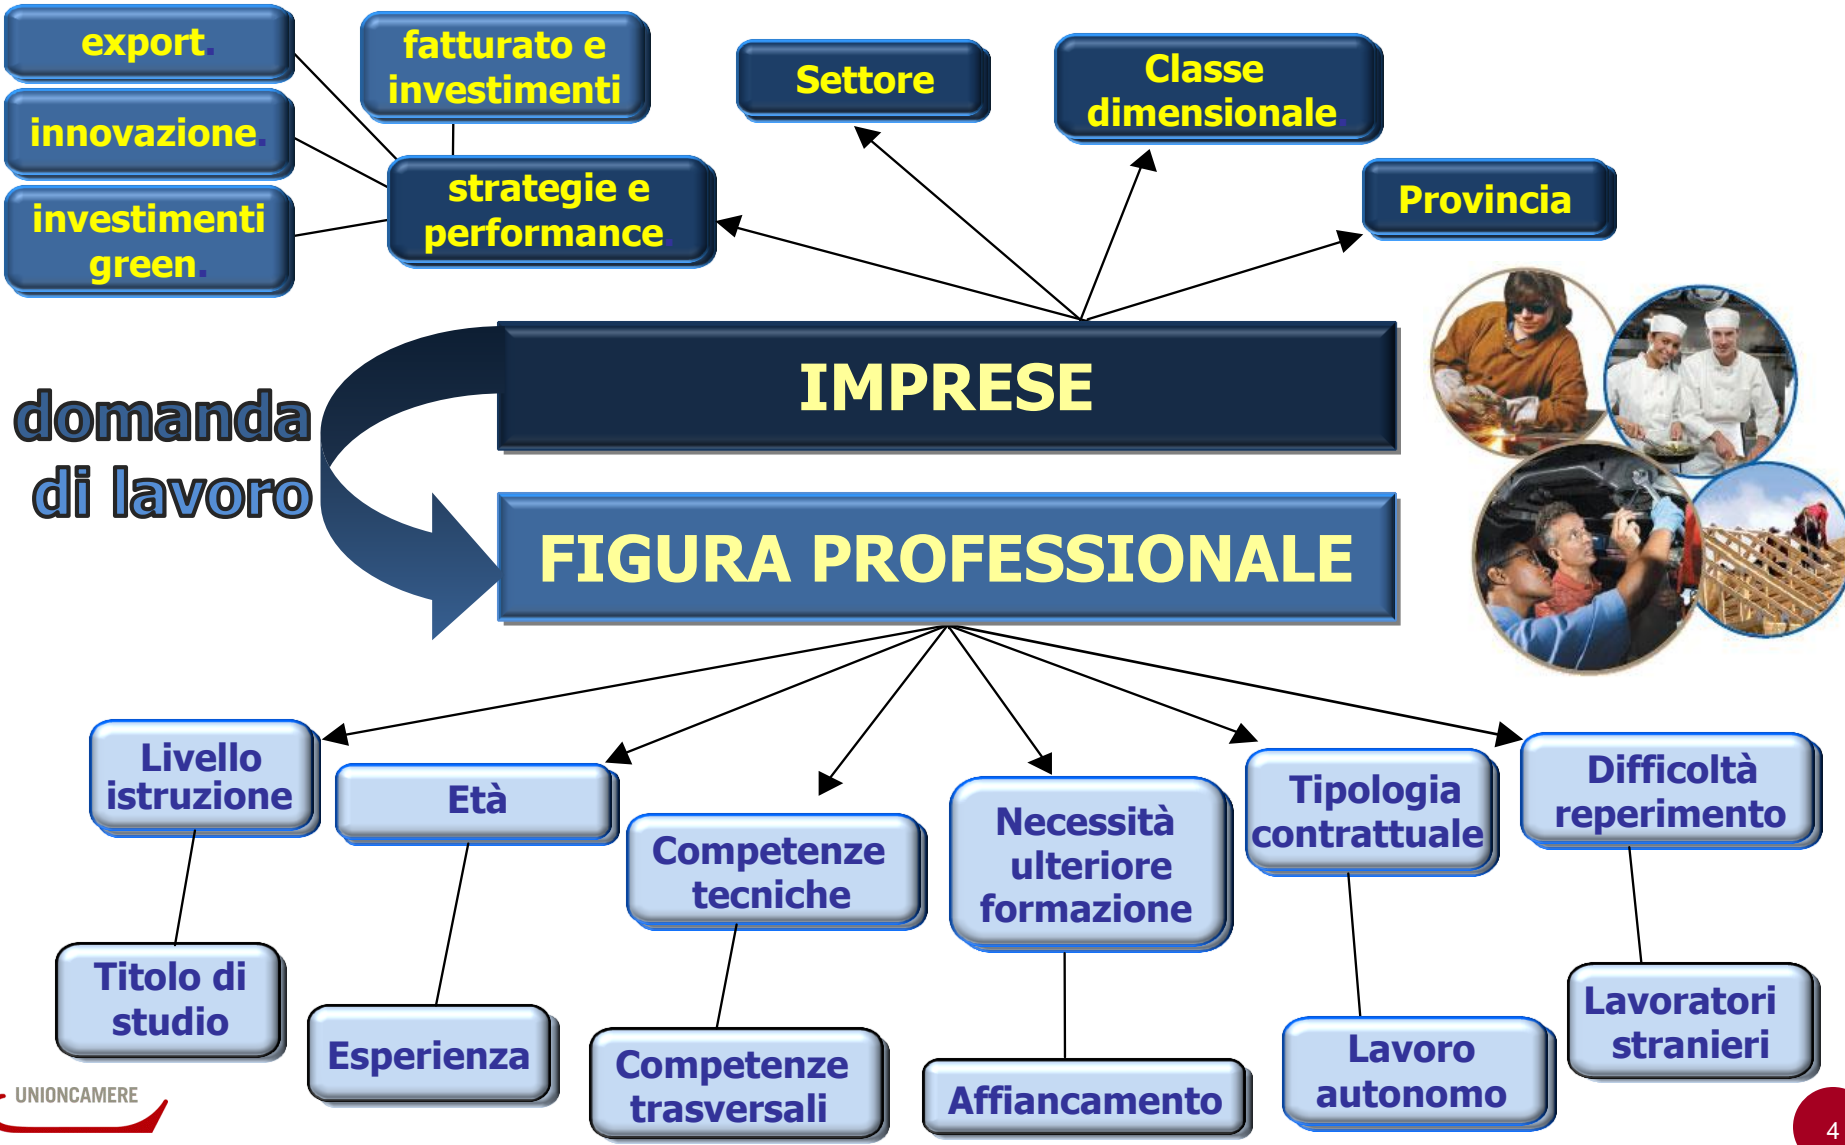 export.
fatturato e
investimenti
Settore
Classe
dimensionale.
innovazione.
strategie e
performance.
Provincia
investimenti
green.
IMPRESE
domanda
di lavoro
FIGURA PROFESSIONALE
Livello
istruzione
Età
Competenze
tecniche
Necessità
ulteriore
formazione
Tipologia
contrattuale
Difficoltà
reperimento
Titolo di
studio
Esperienza
Competenze
trasversali
Affiancamento
Lavoro
autonomo
Lavoratori
stranieri
UNIONCAMERE
4